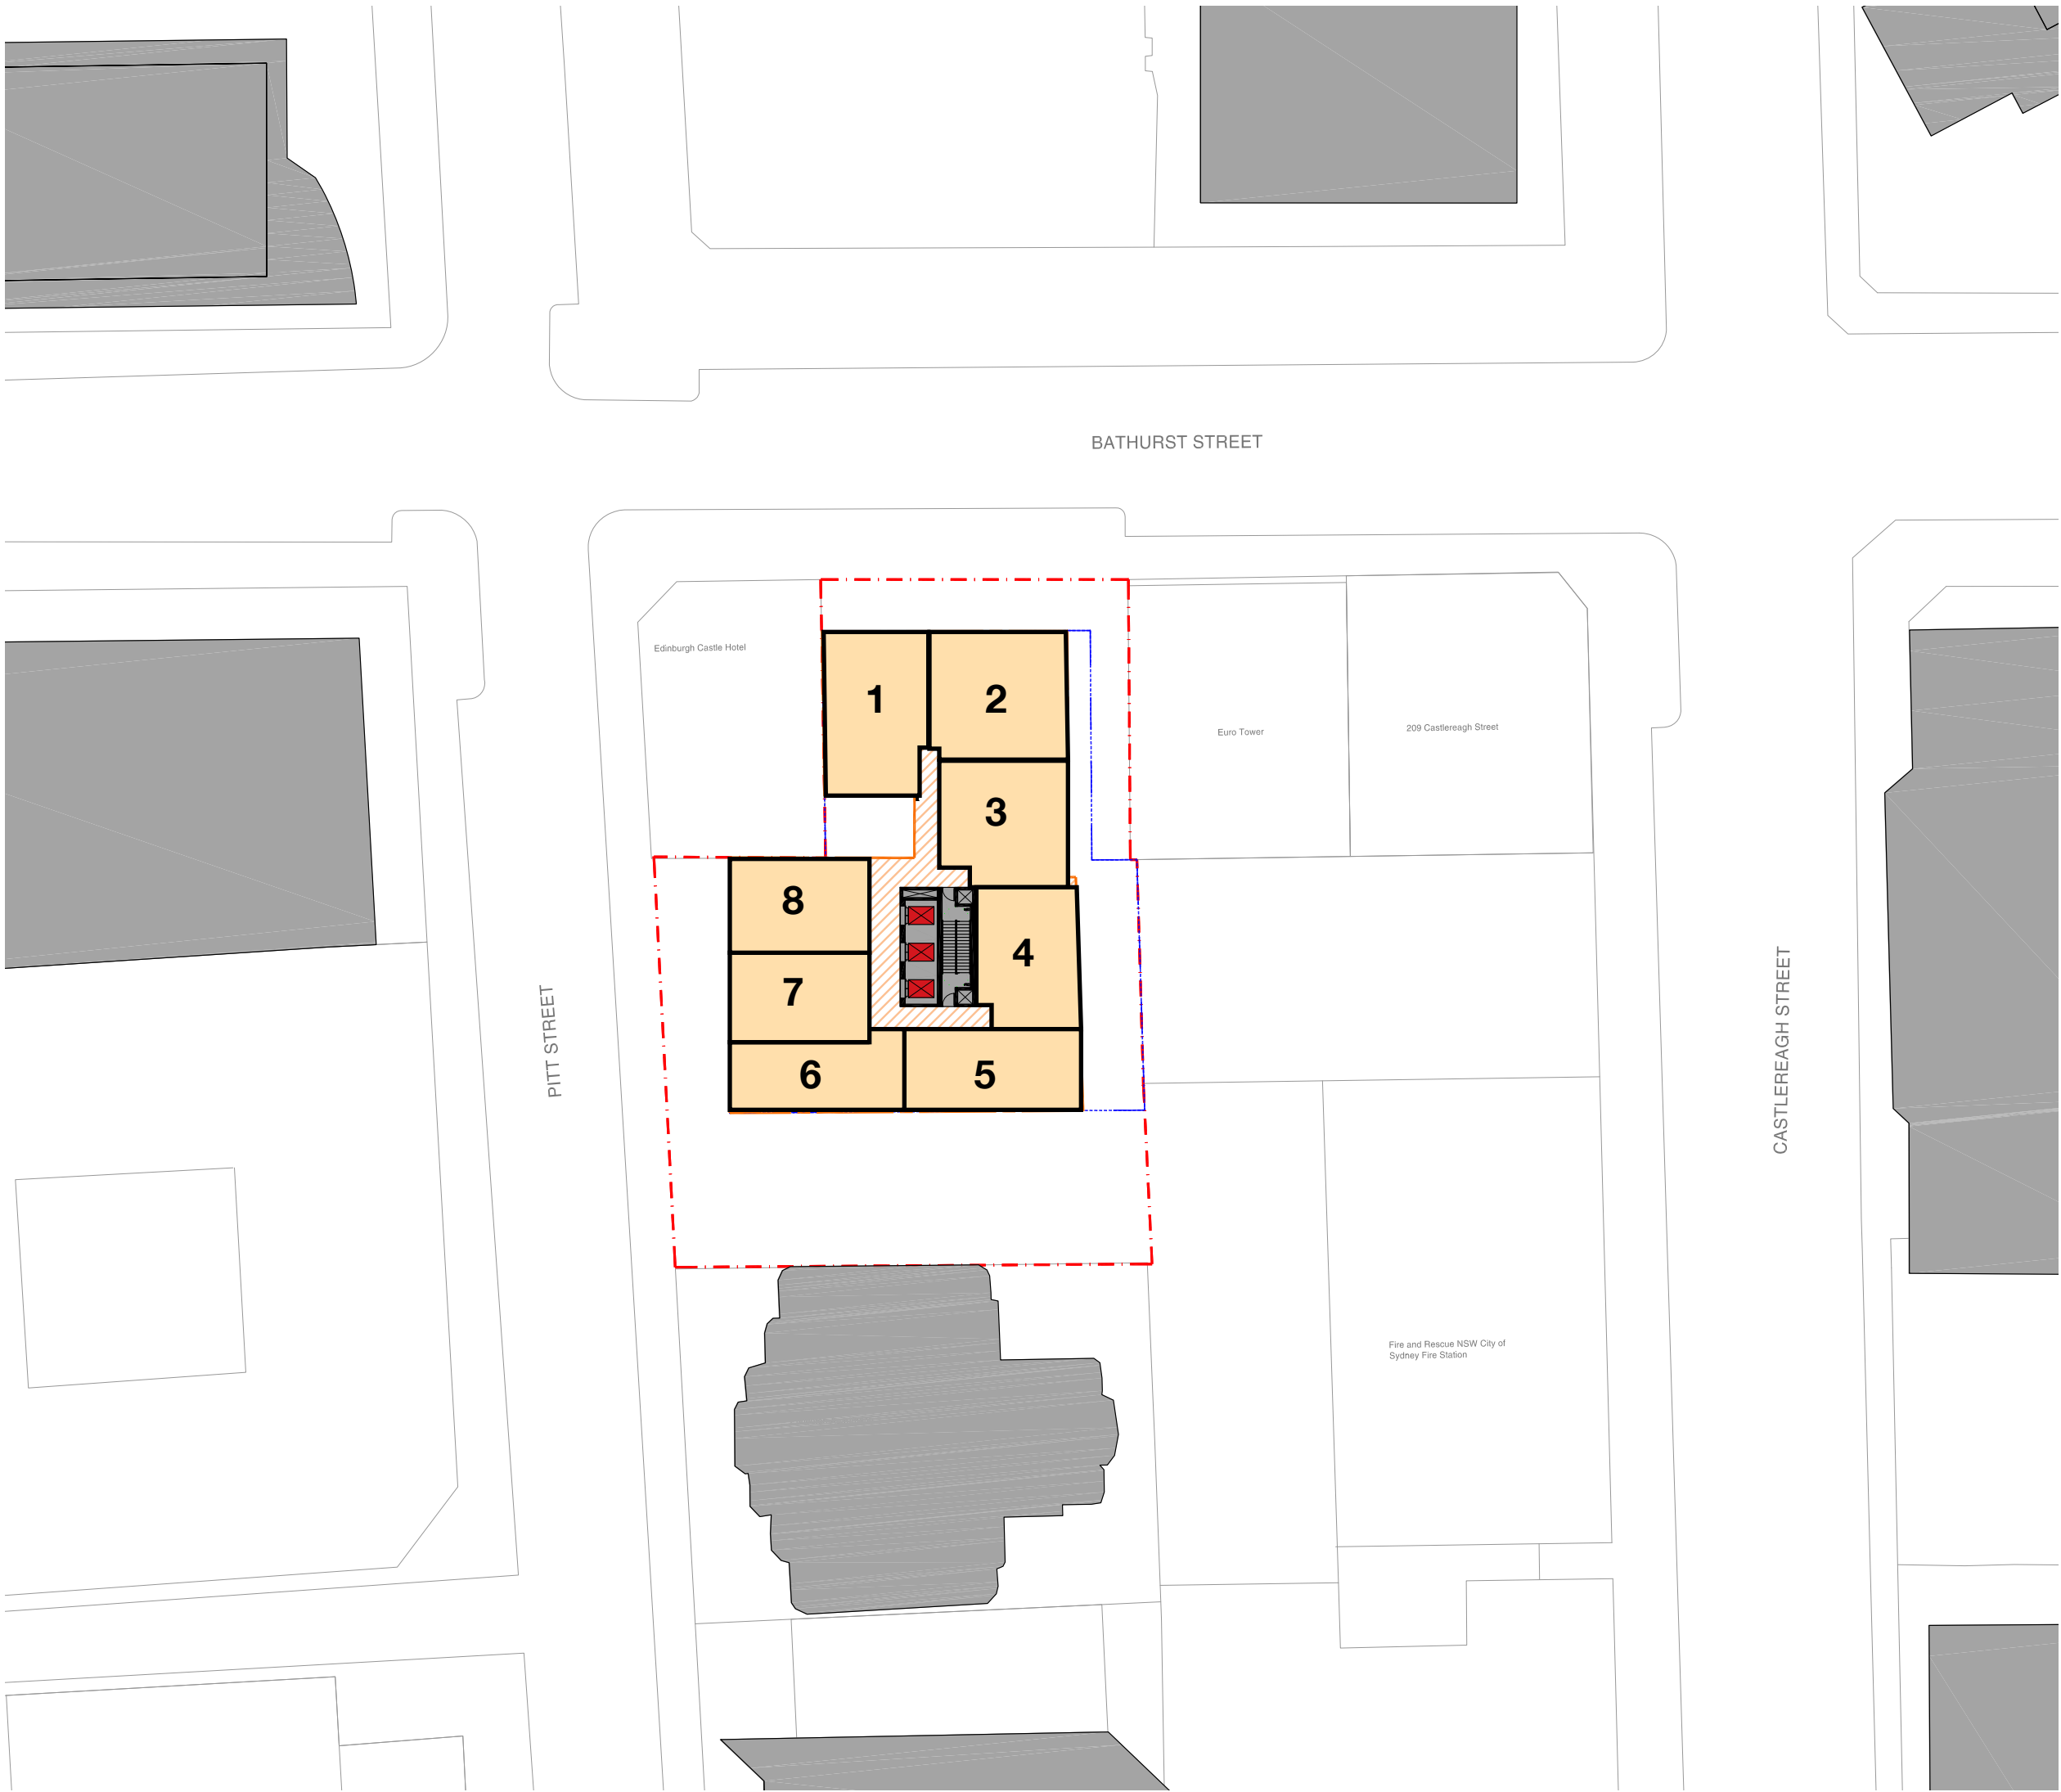 BATHURST STREET
Edinburgh Castle Hotel
1
2
Euro Tower
209 Castlereagh Street
3
8
4
7
6
5
PITT STREET
CASTLEREAGH STREET
Fire and Rescue NSW City of
Sydney Fire Station